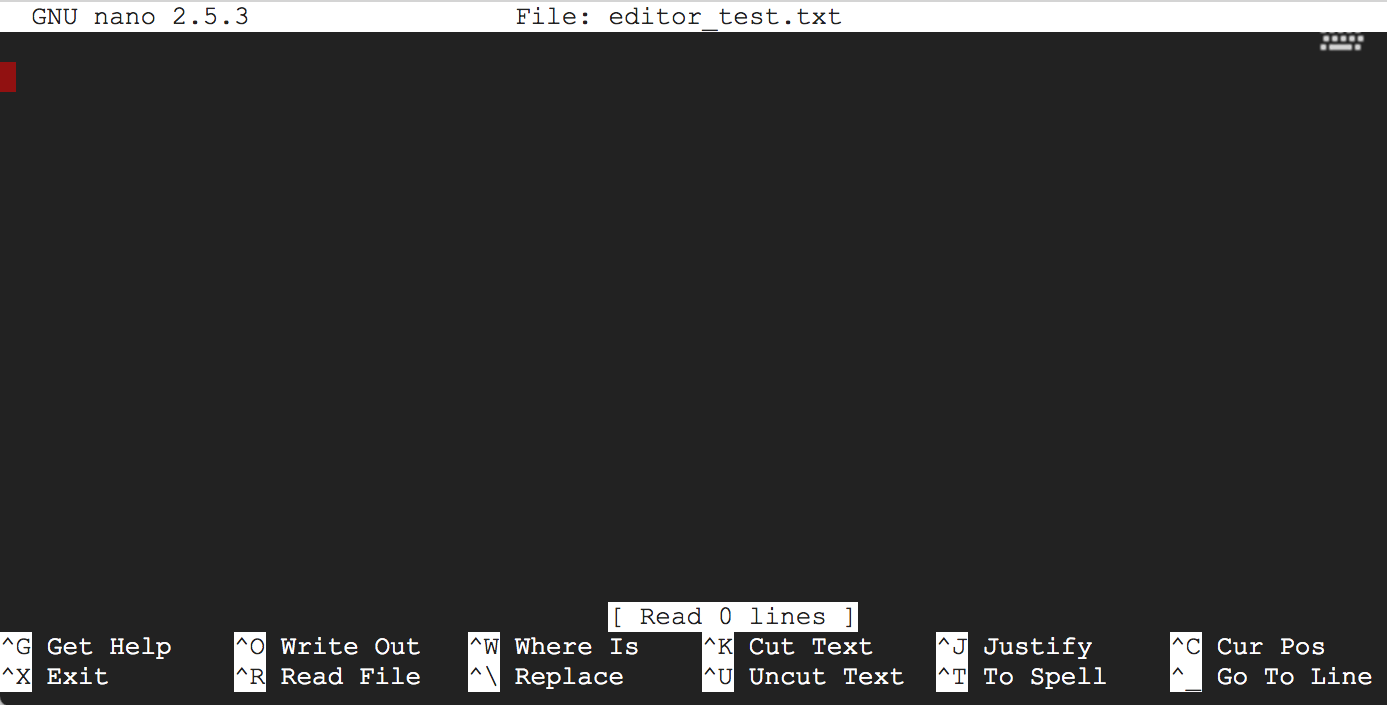 GNU nano 2.5.3 File: editor_test.txt
[ Read 0 lines ]
^G Get Help ^O Write Out ^W Where Is ^K Cut Text ^J Justify ^C Cur Pos
^X Exit ^R Read File ^\ Replace ^U Uncut Text ^T To Spell ^_ Go To Line